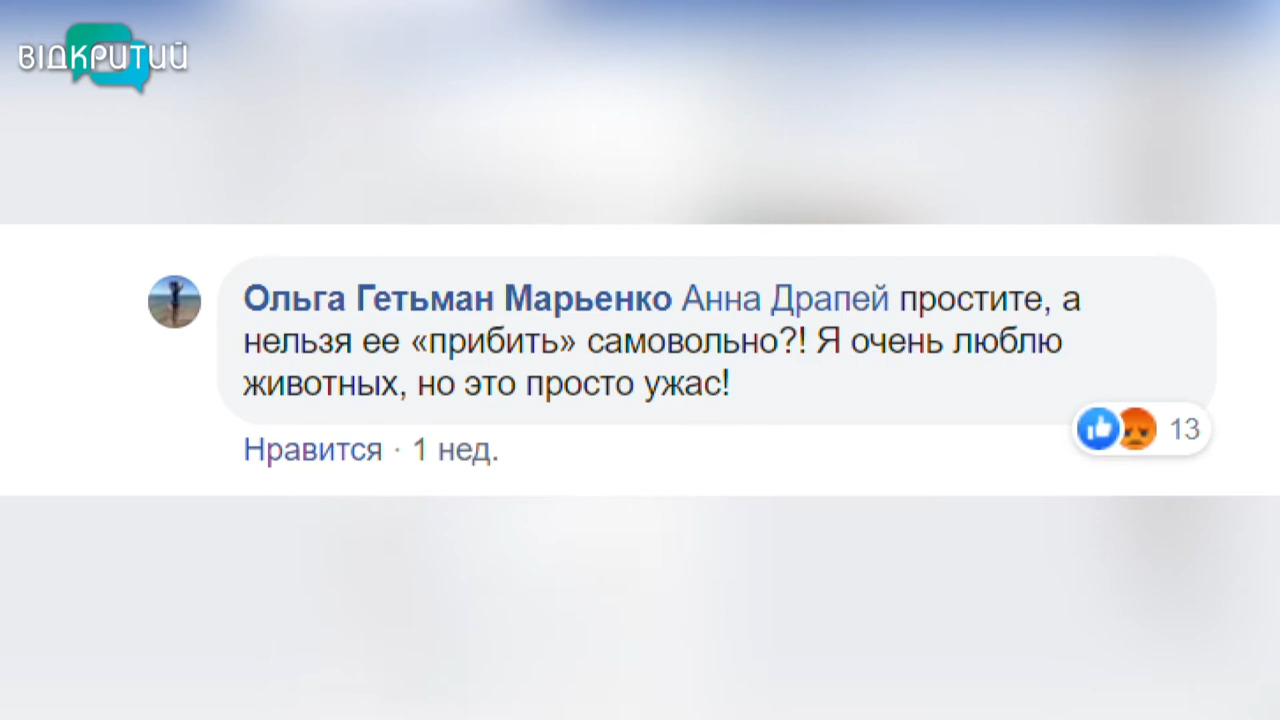 ВІДКРИТИЙ
Ольга Гетьман Марьенко Анна Драпей простите, а
нельзя ее «прибить» самовольно?! Я очень люблю
животных, но это просто ужас!
13
Нравится · 1 нед.